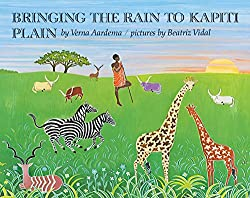 BRINGING THE RAIN TO KAPITI
PLAIN by Verna Aardema / pictures by Beatriz Vidal